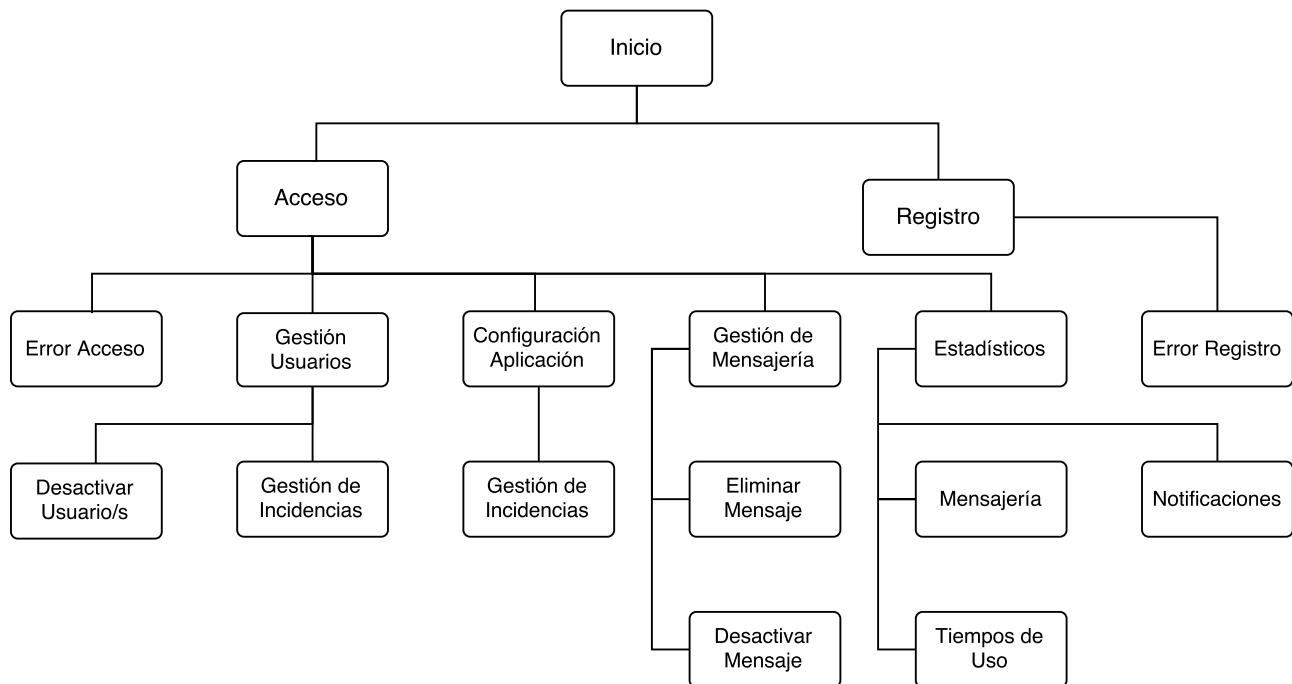 Inicio
Acceso
Registro
Error Acceso
Gestión
Usuarios
Configuración
Aplicación
Gestión de
Mensajería
Estadísticos
Error Registro
Desactivar
Usuario/s
Gestión de
Incidencias
Gestión de
Incidencias
Eliminar
Mensaje
Mensajería
Notificaciones
Desactivar
Mensaje
Tiempos de
Uso